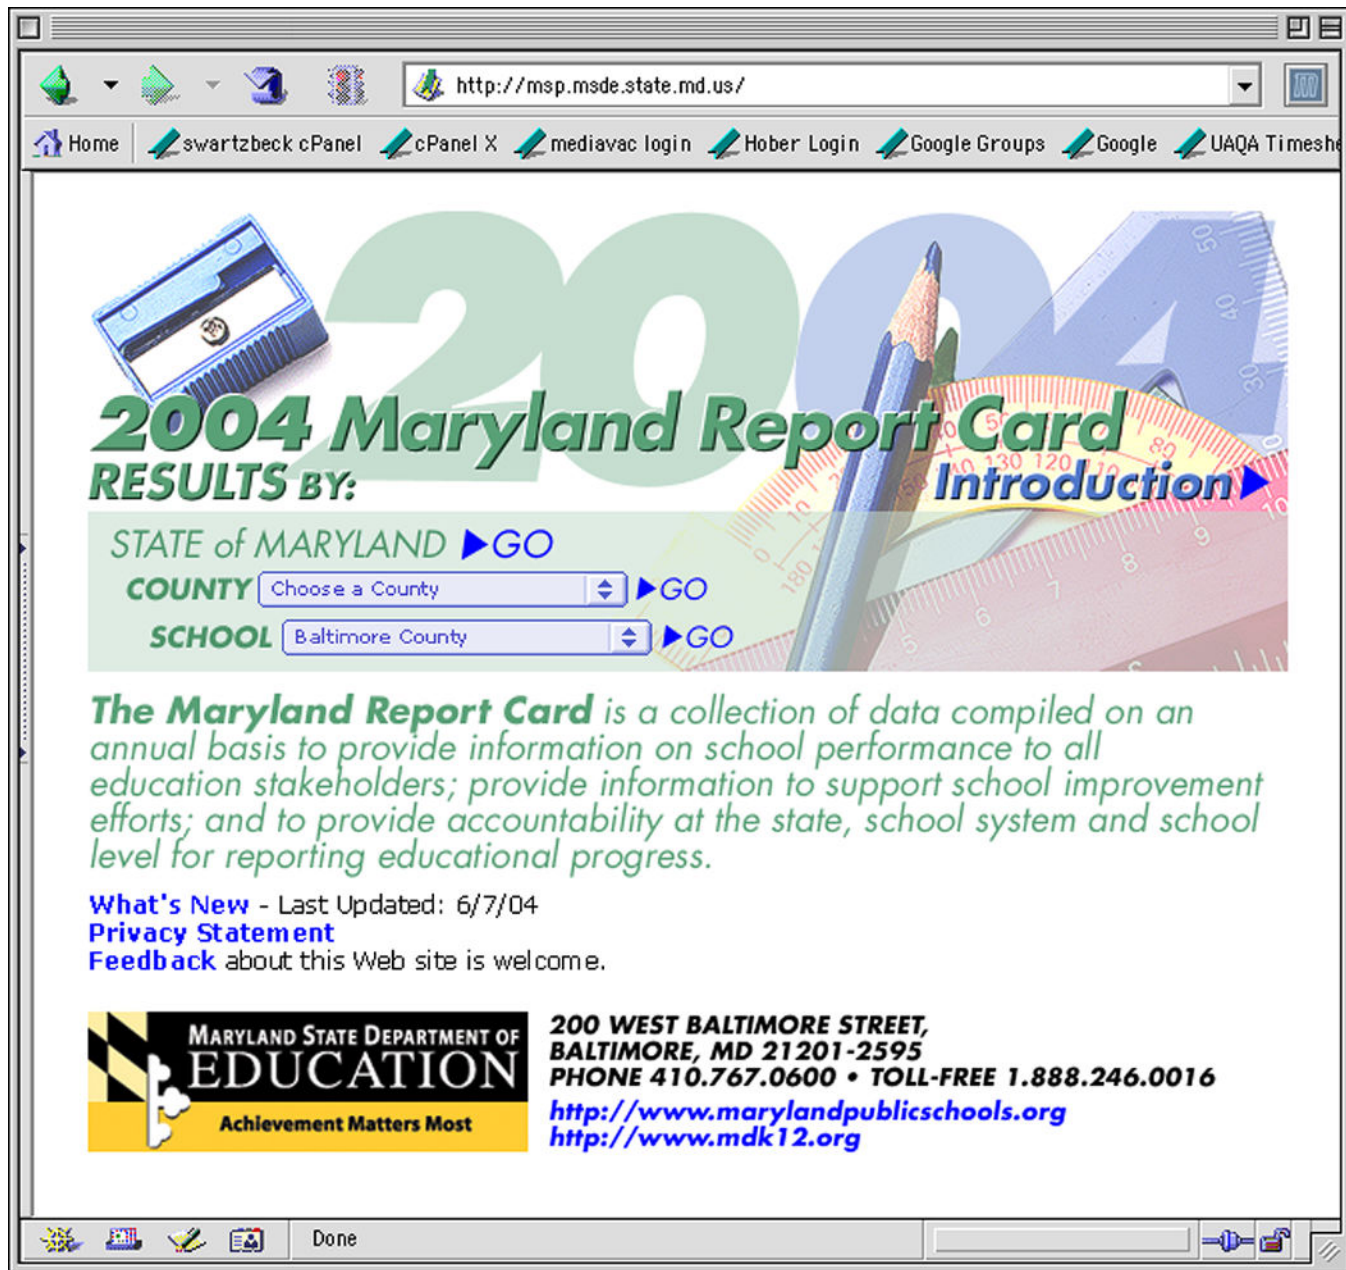 http://msp.msde.state.md.us/
Home swartzbeck cPanel cPanel X mediavac login Hober Login Google Groups Google UAQA Timeshe
2004
2004 Maryland Report Card
RESULTS BY:
Introduction
STATE of MARYLAND GO
COUNTY Choose a County GO
SCHOOL Baltimore County GO
The Maryland Report Card is a collection of data compiled on an
annual basis to provide information on school performance to all
education stakeholders; provide information to support school improvement
efforts; and to provide accountability at the state, school system and school
level for reporting educational progress.
What's New - Last Updated: 6/7/04
Privacy Statement
Feedback about this Web site is welcome.
MARYLAND STATE DEPARTMENT OF
EDUCATION
Achievement Matters Most
200 WEST BALTIMORE STREET,
BALTIMORE, MD 21201-2595
PHONE 410.767.0600 • TOLL-FREE 1.888.246.0016
http://www.marylandpublicschools.org
http://www.mdk12.org
Done